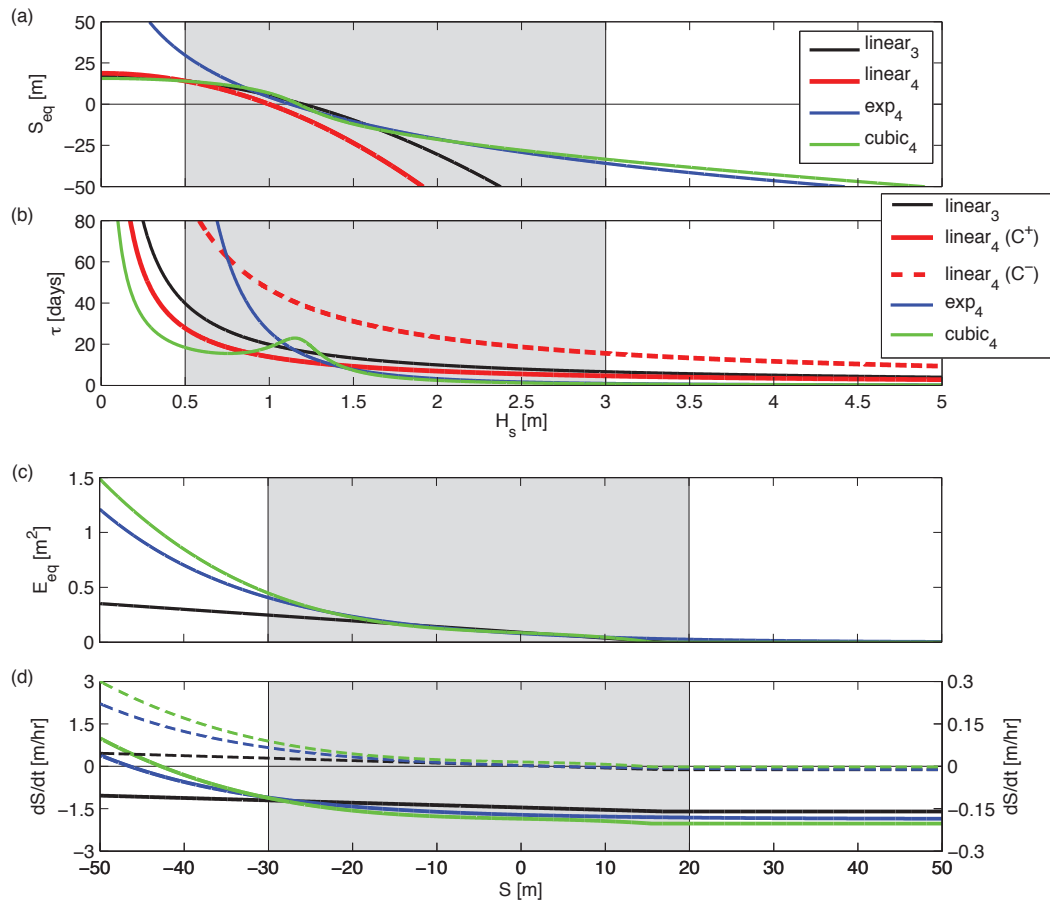 (a)
50
25
0
−25
−50
S_eq [m]
linear_3
linear_4
exp_4
cubic_4
(b)
80
60
40
20
0
τ [days]
linear_3
linear_4 (C^+)
linear_4 (C^−)
exp_4
cubic_4
0 0.5 1 1.5 2 2.5 3 3.5 4 4.5 5
H_s [m]
(c)
1.5
1
0.5
0
E_eq [m^2]
(d)
3
1.5
0
−1.5
−3
dS/dt [m/hr]
0.3
0.15
0
−0.15
−0.3
dS/dt [m/hr]
−50 −40 −30 −20 −10 0 10 20 30 40 50
S [m]